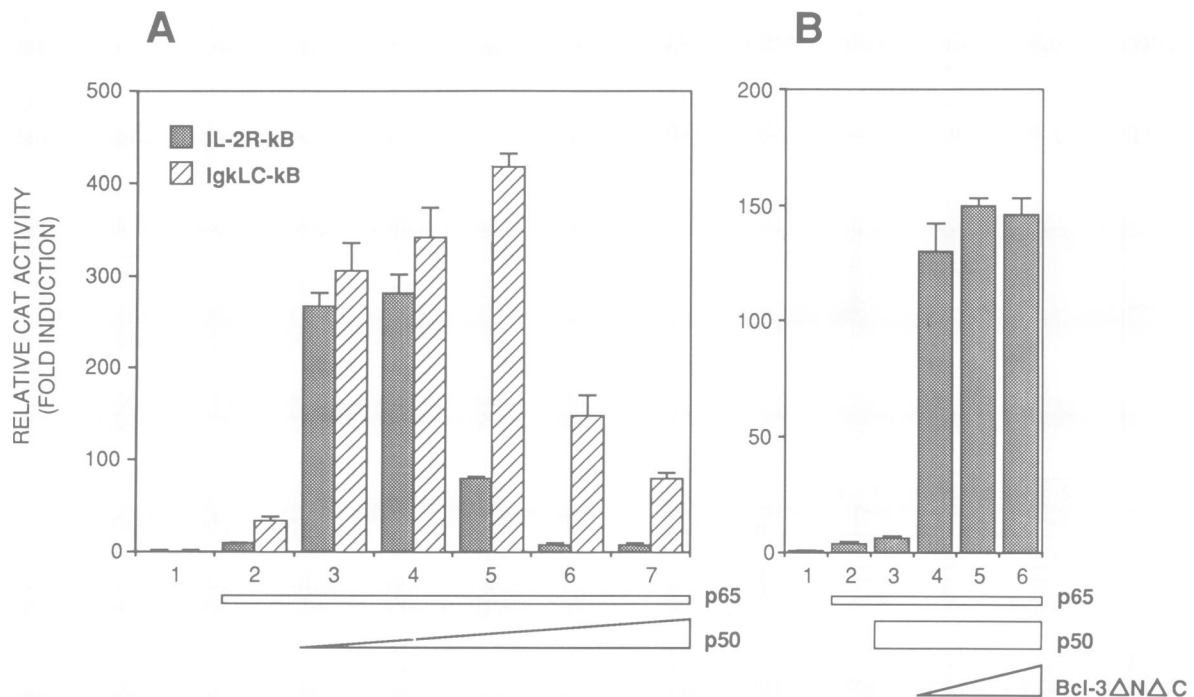 A
B
RELATIVE CAT ACTIVITY
(FOLD INDUCTION)
500
400
300
200
100
0
IL-2R-kB
IgkLC-kB
1 2 3 4 5 6 7
p65
p50
200
150
100
50
0
1 2 3 4 5 6
p65
p50
Bcl-3ΔNΔC